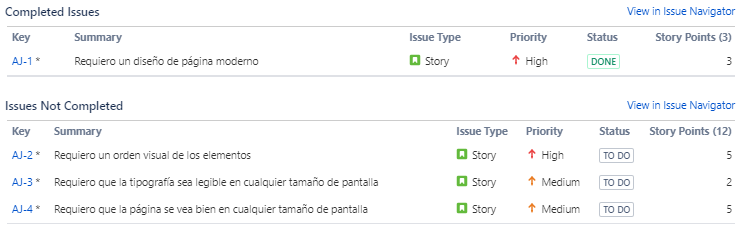 Completed Issues View in Issue Navigator
Key Summary Issue Type Priority Status Story Points (3)
AJ-1 * Requiero un diseño de página moderno Story High DONE 3
Issues Not Completed View in Issue Navigator
Key Summary Issue Type Priority Status Story Points (12)
AJ-2 * Requiero un orden visual de los elementos Story High TO DO 5
AJ-3 * Requiero que la tipografía sea legible en cualquier tamaño de pantalla Story Medium TO DO 2
AJ-4 * Requiero que la página se vea bien en cualquier tamaño de pantalla Story Medium TO DO 5